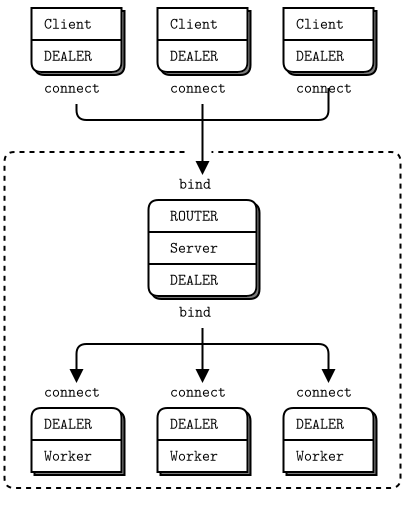 Client Client Client
DEALER DEALER DEALER
connect connect connect
bind
ROUTER
Server
DEALER
bind
connect connect connect
DEALER DEALER DEALER
Worker Worker Worker